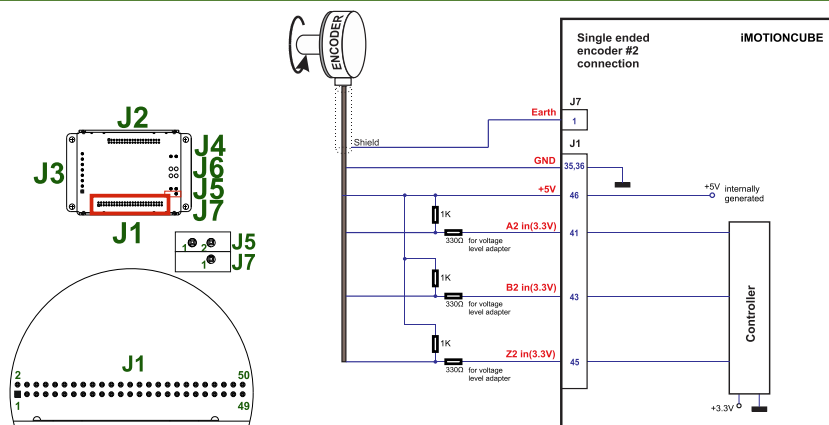 Single ended
encoder #2
connection
iMOTIONCUBE
ENCODER
J7
Earth
1
Shield
J1
GND
35,36
+5V
46
+5V internally
generated
1K
A2 in(3.3V)
41
330Ω for voltage
level adapter
1K
B2 in(3.3V)
43
330Ω for voltage
level adapter
1K
Z2 in(3.3V)
45
330Ω for voltage
level adapter
Controller
+3.3V
J2
J3
J4
J6
J5
J7
J1
1 2 J5
1 J7
J1
2 50
1 49